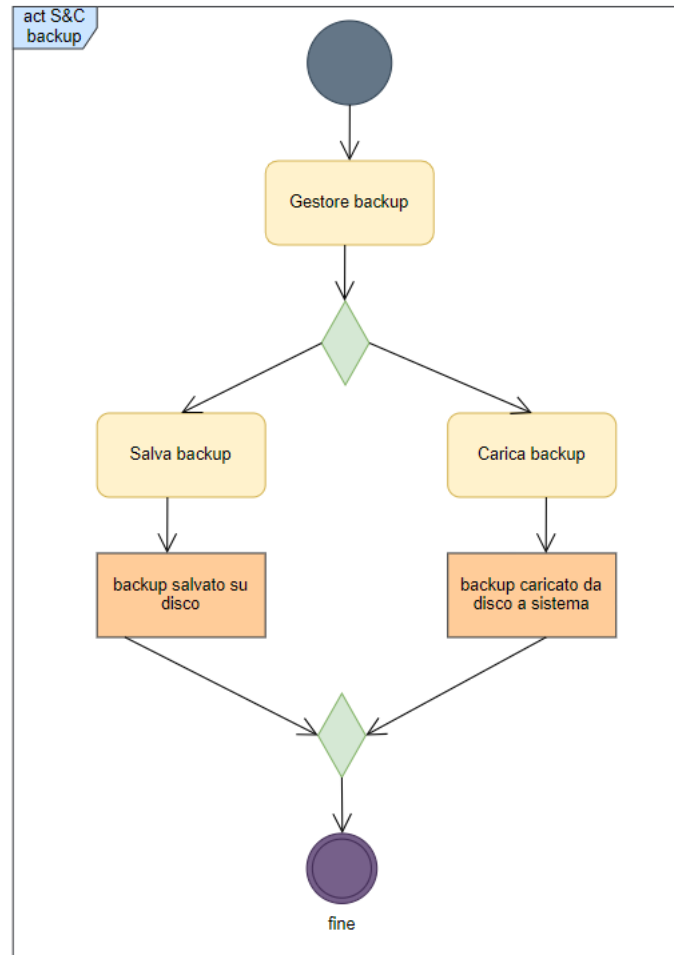 act S&C
backup
Gestore backup
Salva backup
Carica backup
backup salvato su
disco
backup caricato da
disco a sistema
fine